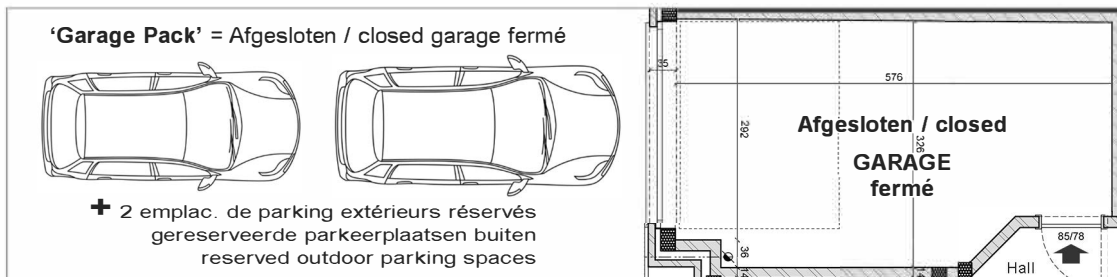 ‘Garage Pack’ = Afgesloten / closed garage fermé
+ 2 emplac. de parking extérieurs réservés
gereserveerde parkeerplaatsen buiten
reserved outdoor parking spaces
35
576
292
326
Afgesloten / closed
GARAGE
fermé
36
14
85/78
Hall